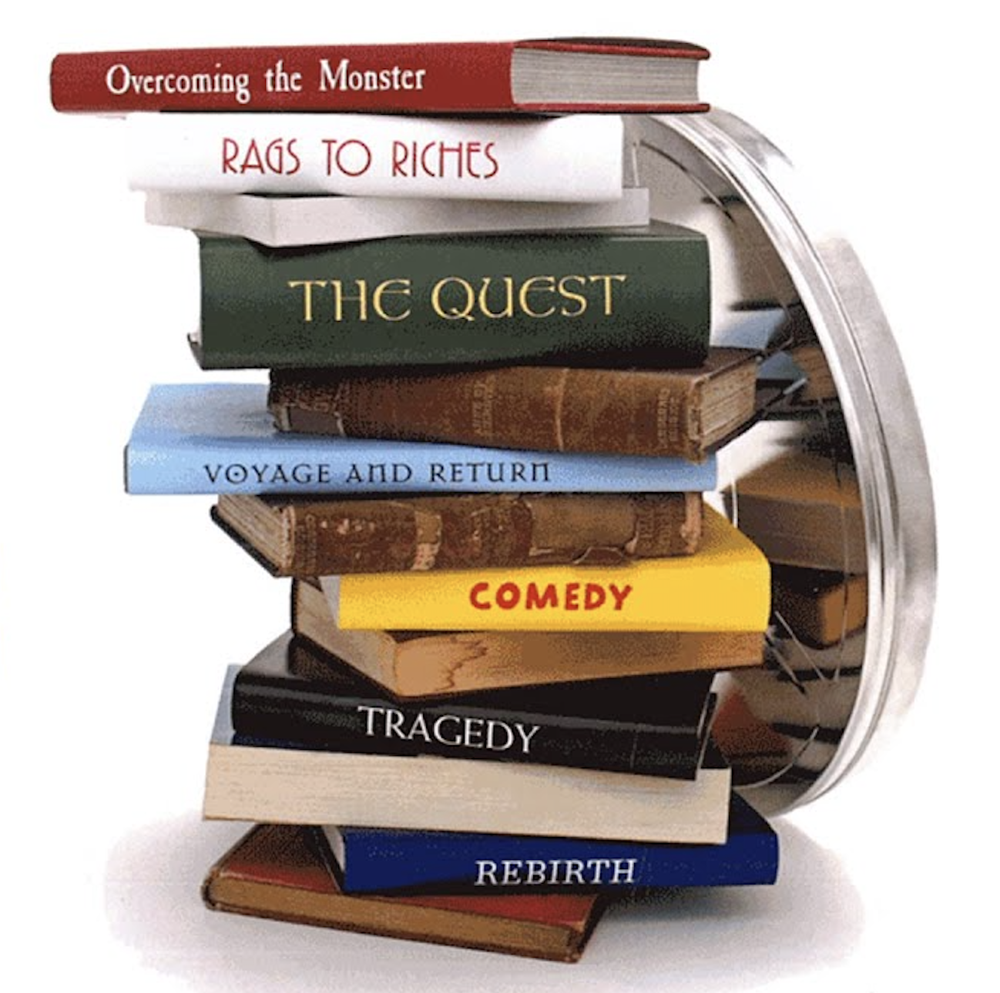 Overcoming the Monster
RAGS TO RICHES
THE QUEST
VOYAGE AND RETURN
COMEDY
TRAGEDY
REBIRTH